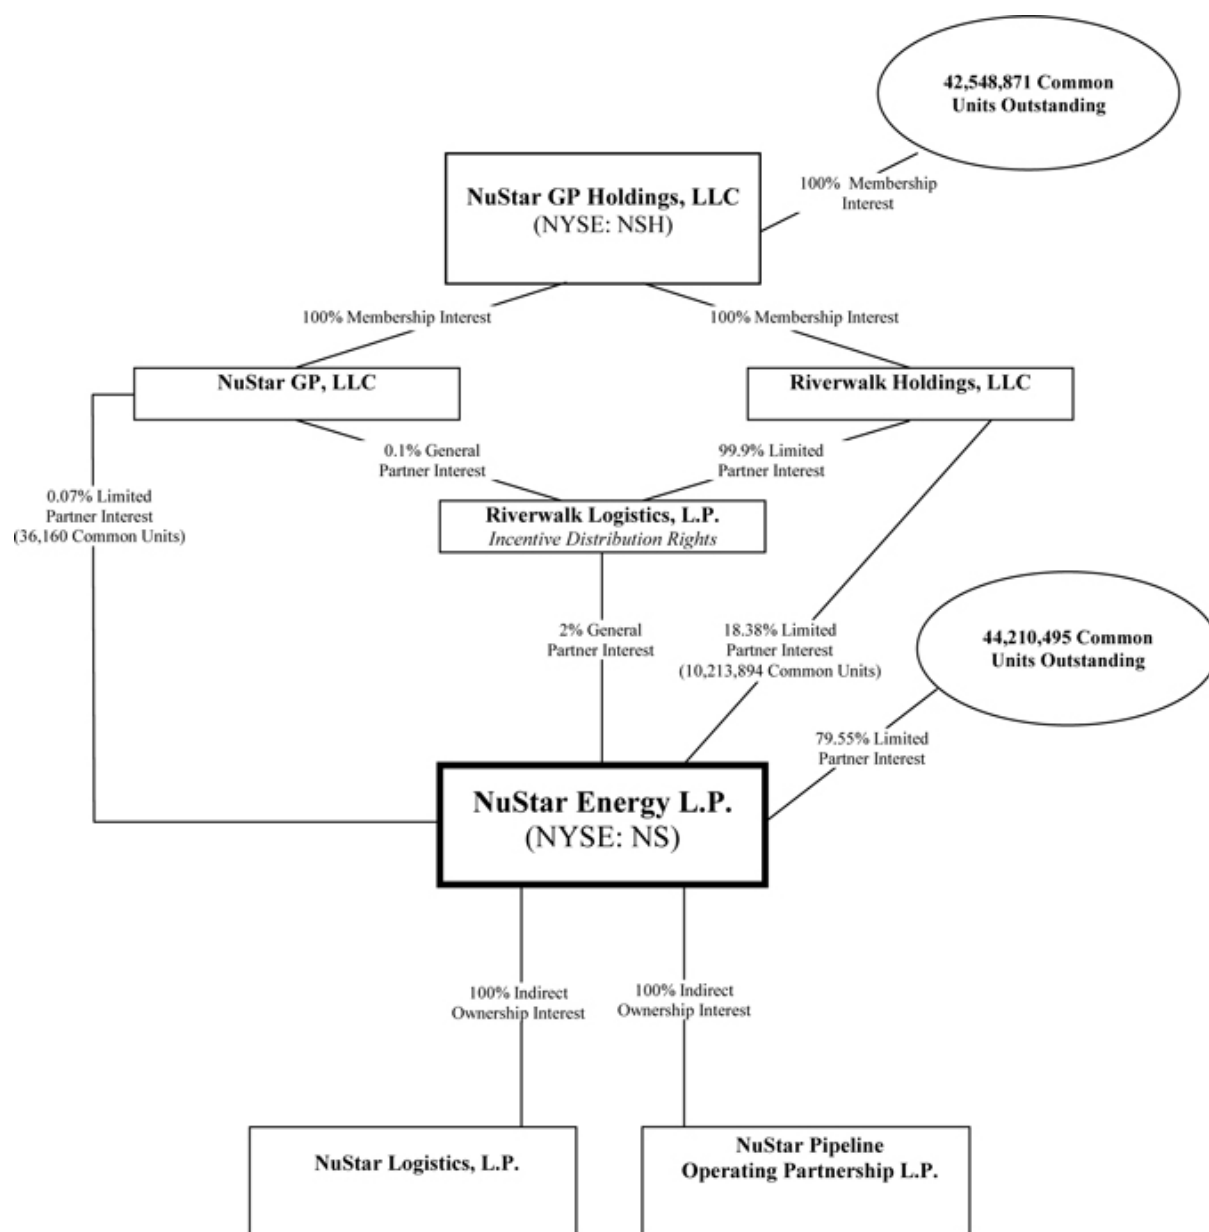 42,548,871 Common
Units Outstanding
NuStar GP Holdings, LLC
(NYSE: NSH)
100% Membership
Interest
100% Membership Interest
100% Membership Interest
NuStar GP, LLC
Riverwalk Holdings, LLC
0.1% General
Partner Interest
99.9% Limited
Partner Interest
0.07% Limited
Partner Interest
(36,160 Common Units)
Riverwalk Logistics, L.P.
Incentive Distribution Rights
2% General
Partner Interest
18.38% Limited
Partner Interest
(10,213,894 Common Units)
44,210,495 Common
Units Outstanding
79.55% Limited
Partner Interest
NuStar Energy L.P.
(NYSE: NS)
100% Indirect
Ownership Interest
100% Indirect
Ownership Interest
NuStar Logistics, L.P.
NuStar Pipeline
Operating Partnership L.P.